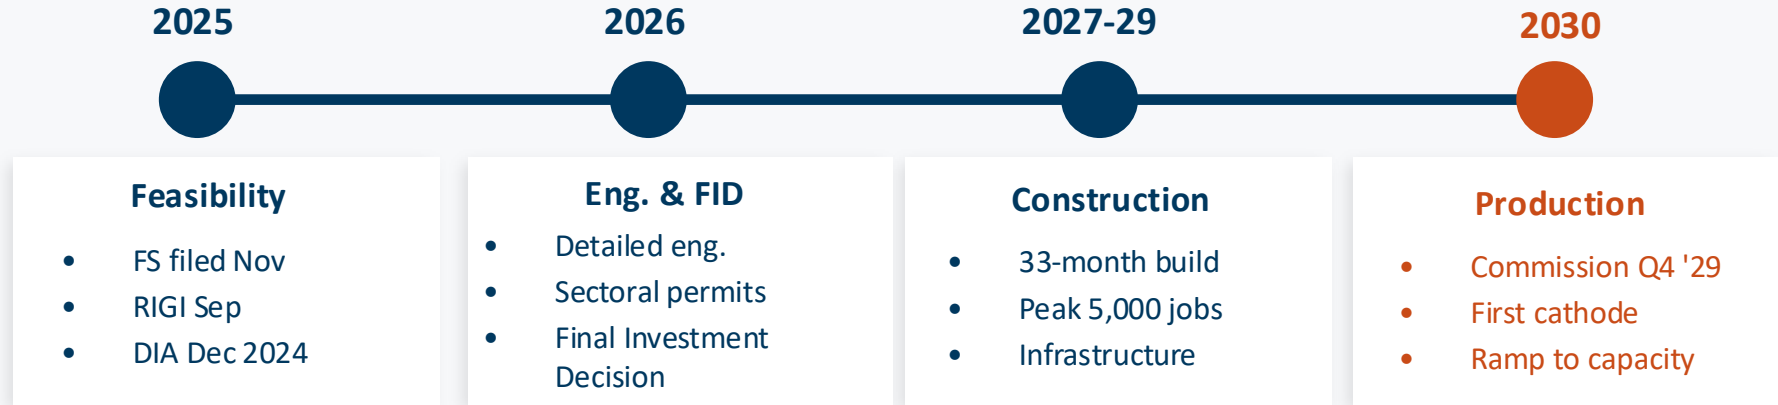 2025
2026
2027-29
2030
Feasibility
• FS filed Nov
• RIGI Sep
• DIA Dec 2024
Eng. & FID
• Detailed eng.
• Sectoral permits
• Final Investment
Decision
Construction
• 33-month build
• Peak 5,000 jobs
• Infrastructure
Production
• Commission Q4 '29
• First cathode
• Ramp to capacity